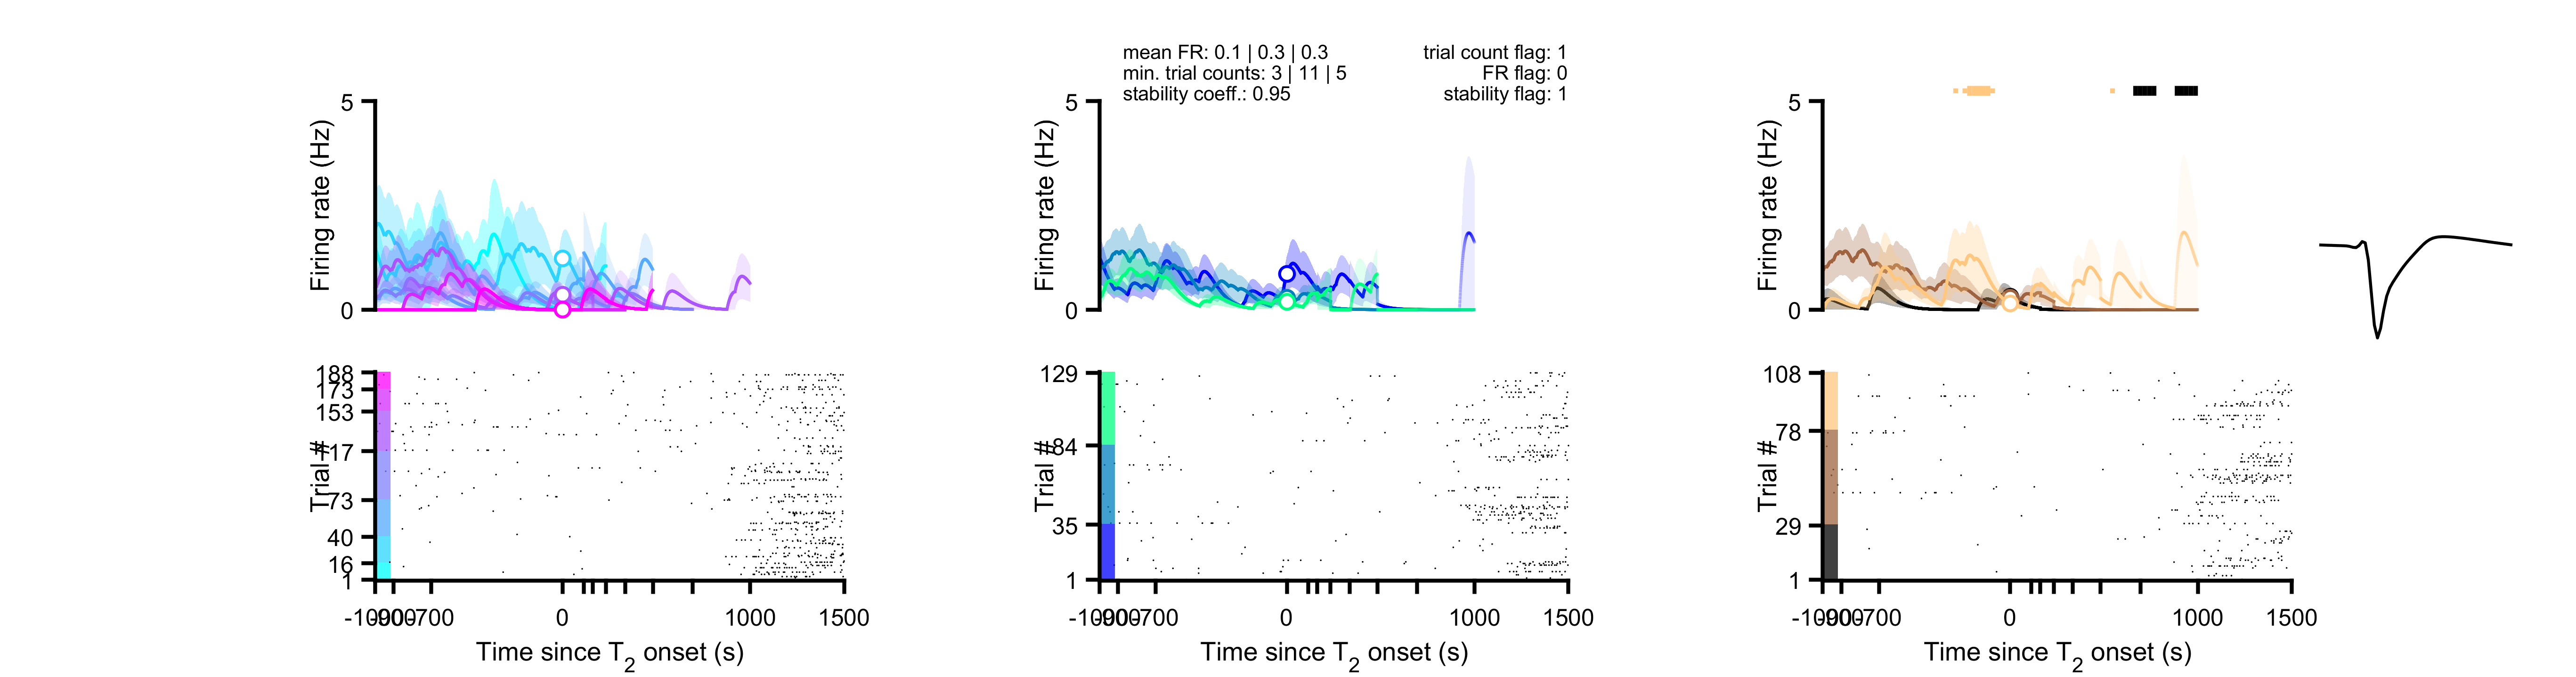 mean FR: 0.1 | 0.3 | 0.3
min. trial counts: 3 | 11 | 5
stability coeff.: 0.95
trial count flag: 1
FR flag: 0
stability flag: 1
5
0
Firing rate (Hz)
5
0
Firing rate (Hz)
5
0
Firing rate (Hz)
188
173
153
117
73
40
16
1
Trial #
-1000
-900
-700
0
1000
1500
Time since T2 onset (s)
129
84
35
1
Trial #
-1000
-900
-700
0
1000
1500
Time since T2 onset (s)
108
78
29
1
Trial #
-1000
-900
-700
0
1000
1500
Time since T2 onset (s)